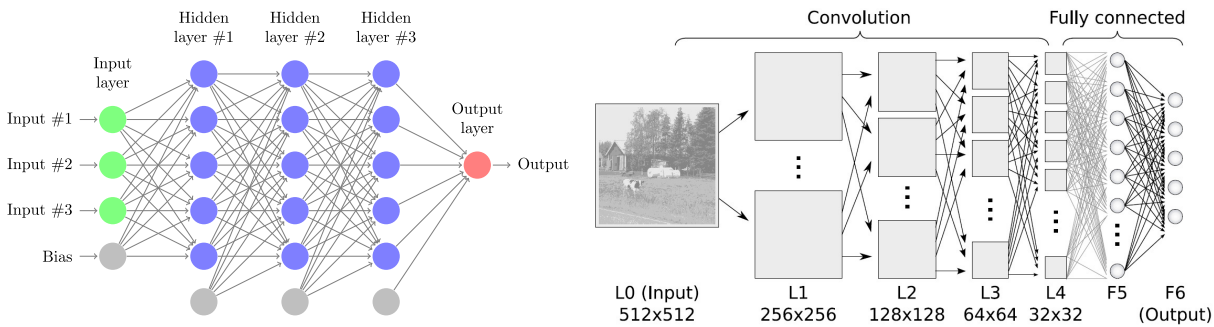 Hidden
layer #1
Hidden
layer #2
Hidden
layer #3
Input
layer
Input #1
Input #2
Input #3
Bias
Output
layer
Output
Convolution
Fully connected
L0 (Input)
512x512
L1
256x256
L2
128x128
L3
64x64
L4
32x32
F5
F6
(Output)